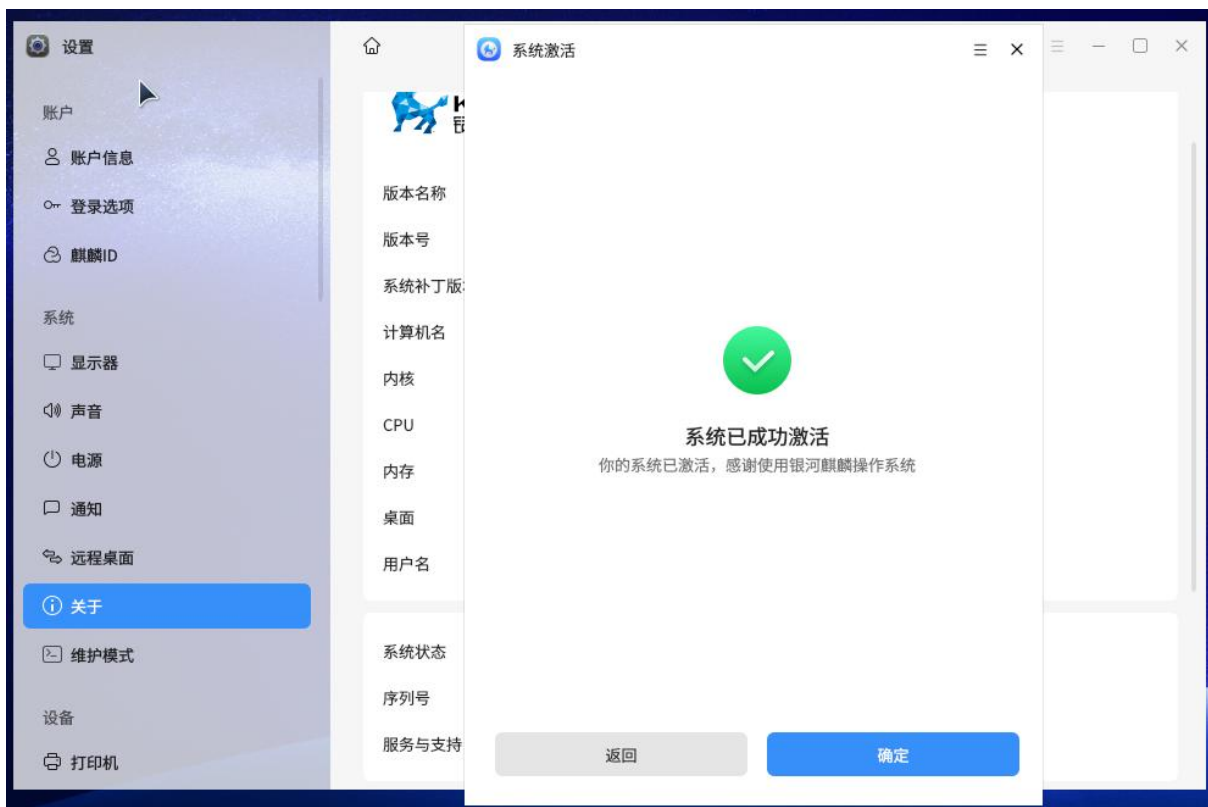 设置
账户
账户信息
登录选项
麒麟ID
系统
显示器
声音
电源
通知
远程桌面
关于
维护模式
设备
打印机
K
版本名称
版本号
系统补丁版
计算机名
内核
CPU
内存
桌面
用户名
系统状态
序列号
服务与支持
系统激活
系统已成功激活
你的系统已激活，感谢使用银河麒麟操作系统
返回
确定